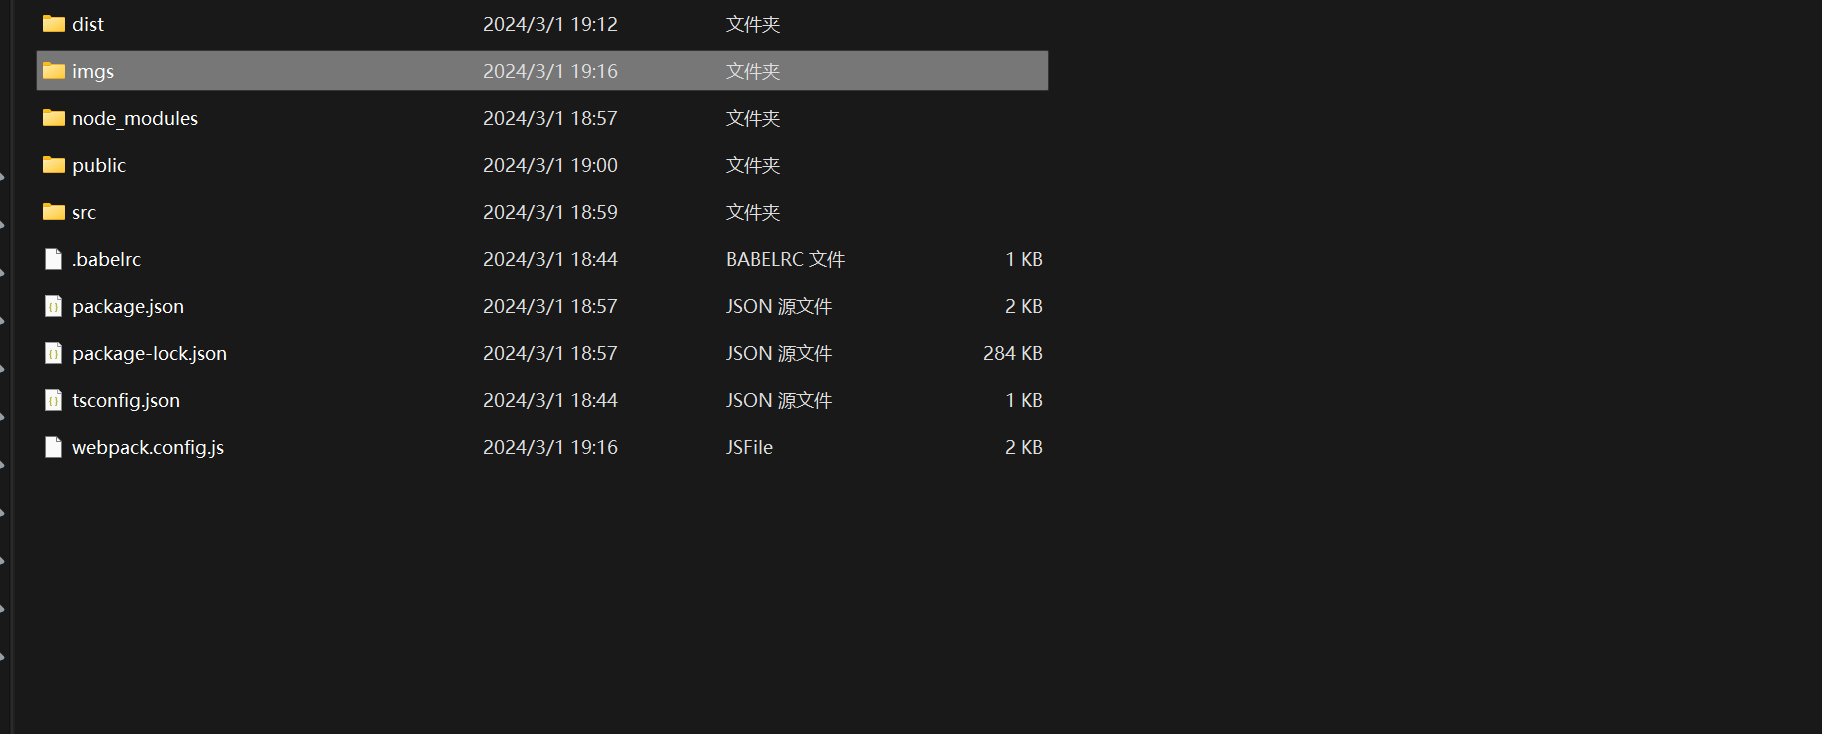 dist 2024/3/1 19:12 文件夹
imgs 2024/3/1 19:16 文件夹
node_modules 2024/3/1 18:57 文件夹
public 2024/3/1 19:00 文件夹
src 2024/3/1 18:59 文件夹
.babelrc 2024/3/1 18:44 BABELRC 文件 1 KB
package.json 2024/3/1 18:57 JSON 源文件 2 KB
package-lock.json 2024/3/1 18:57 JSON 源文件 284 KB
tsconfig.json 2024/3/1 18:44 JSON 源文件 1 KB
webpack.config.js 2024/3/1 19:16 JSFile 2 KB